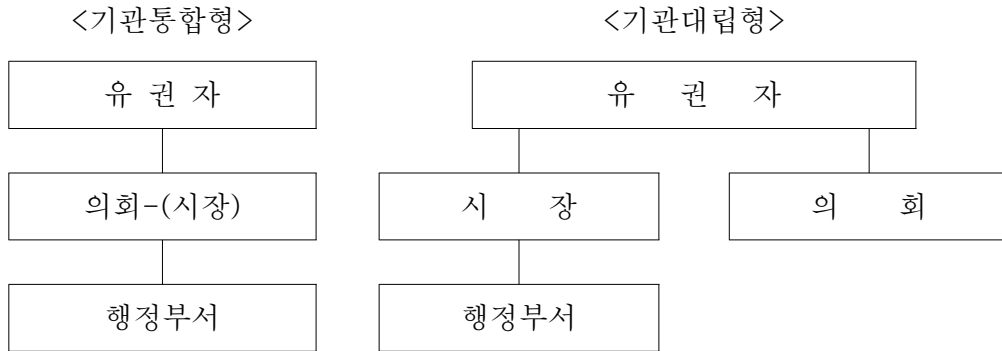 <기관통합형> <기관대립형>
유 권 자 유 권 자
의회-(시장) 시 장 의 회
행정부서 행정부서